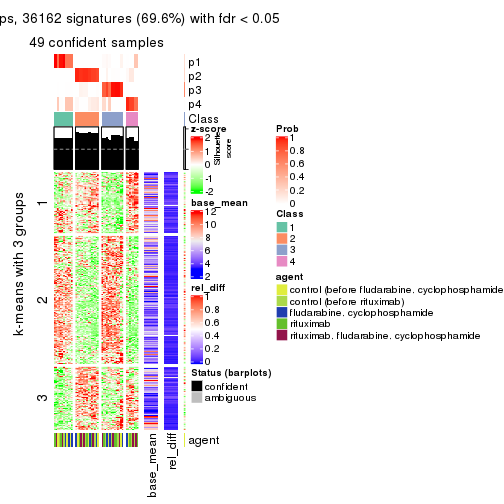 ps, 36162 signatures (69.6%) with fdr < 0.05
49 confident samples
p1
p2
p3
p4
Class
Silhouette
score
k-means with 3 groups
1
2
3
agent
base_mean
rel_diff
z-score
2
1
0
-1
-2
base_mean
12
10
8
6
4
2
rel_diff
1
0.8
0.6
0.4
0.2
0
Status (barplots)
confident
ambiguous
Prob
1
0.8
0.6
0.4
0.2
0
Class
1
2
3
4
agent
control (before fludarabine. cyclophosphamide
control (before rituximab)
fludarabine. cyclophosphamide
rituximab
rituximab. fludarabine. cyclophosphamide